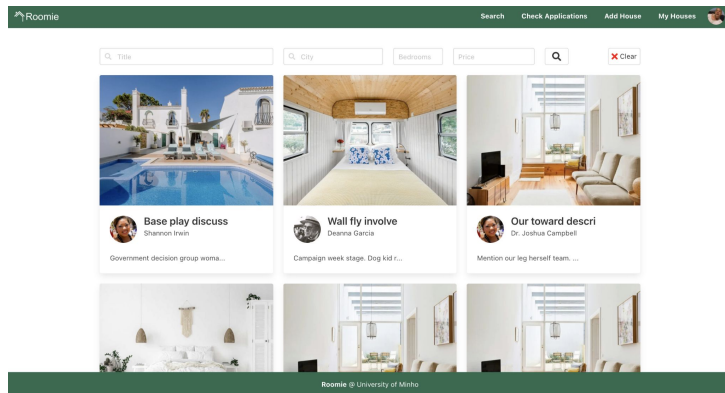 Roomie
Search Check Applications Add House My Houses
Title City Bedrooms Price Clear
Base play discuss
Shannon Irwin
Government decision group woma...
Wall fly involve
Deanna Garcia
Campaign week stage. Dog kid r...
Our toward descri
Dr. Joshua Campbell
Mention our leg herself team. ...
Roomie @ University of Minho